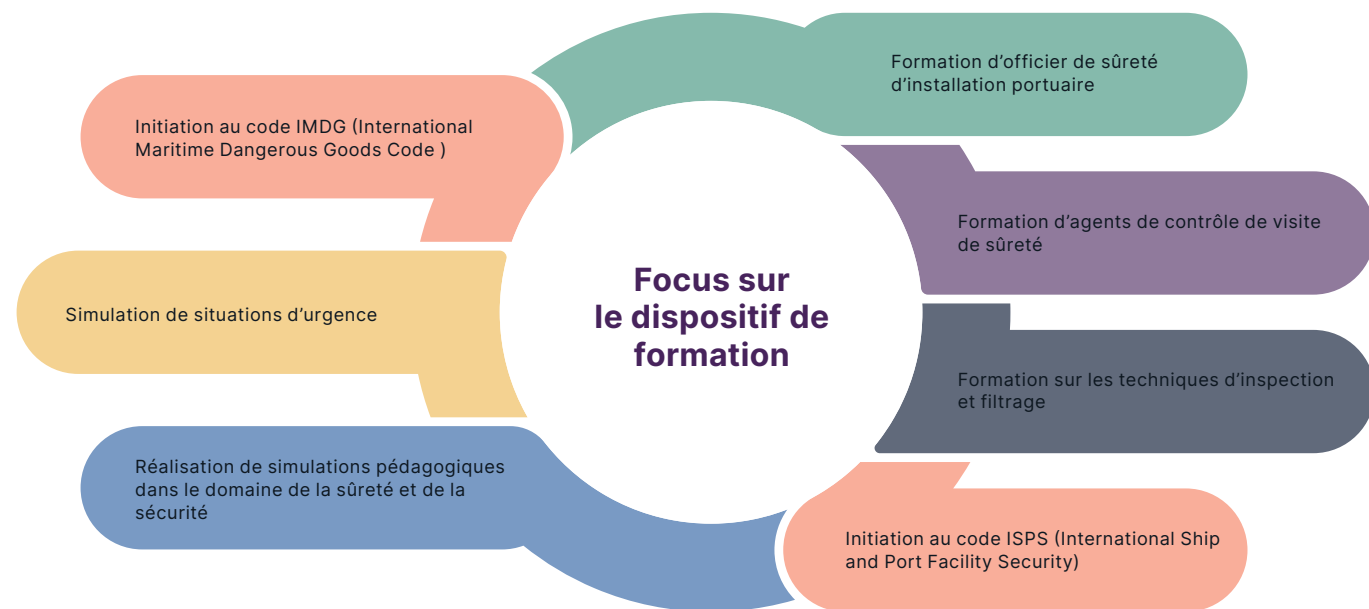 Focus sur
le dispositif de
formation
Formation d’officier de sûreté
d’installation portuaire
Formation d’agents de contrôle de visite
de sûreté
Formation sur les techniques d’inspection
et filtrage
Initiation au code ISPS (International Ship
and Port Facility Security)
Réalisation de simulations pédagogiques
dans le domaine de la sûreté et de la
sécurité
Simulation de situations d’urgence
Initiation au code IMDG (International
Maritime Dangerous Goods Code )